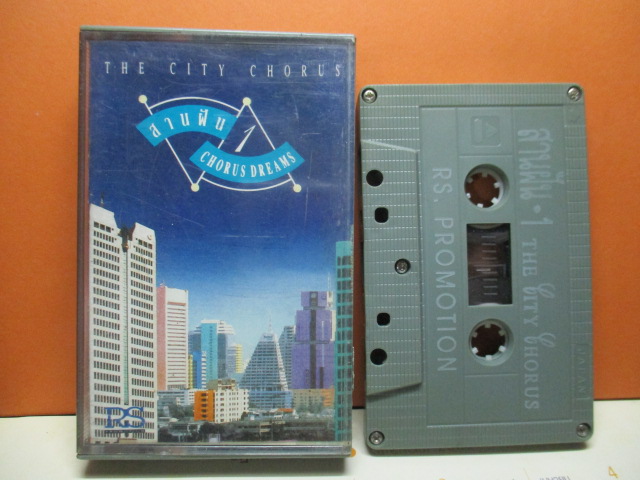 THE CITY CHORUS
สานฝัน 1
CHORUS DREAMS
RS
สานฝัน • 1 THE CITY CHORUS
RS. PROMOTION